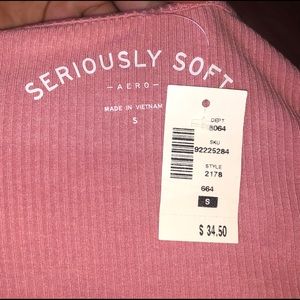 SERIOUSLY SOFT
-AERO-
MADE IN VIETNAM
S
DEPT
8064
SKU
92225284
STYLE
2178
664
S
$ 34.50